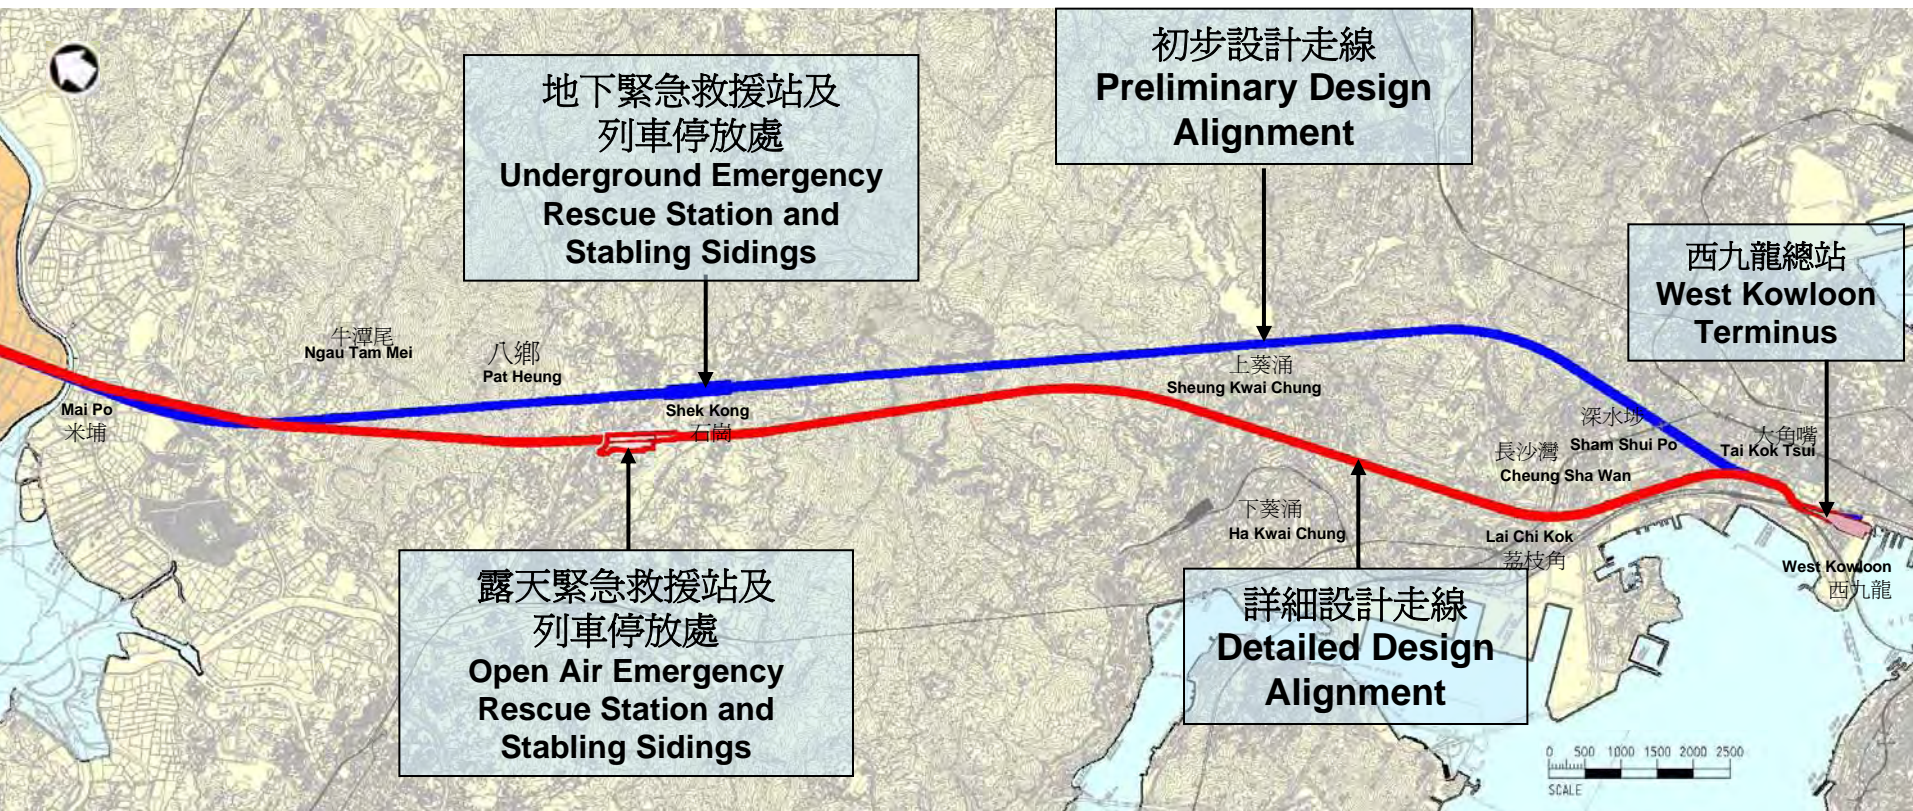 初步設計走線
Preliminary Design
Alignment
地下緊急救援站及
列車停放處
Underground Emergency
Rescue Station and
Stabling Sidings
西九龍總站
West Kowloon
Terminus
牛潭尾
Ngau Tam Mei
八鄉
Pat Heung
上葵涌
Sheung Kwai Chung
Mai Po
米埔
Shek Kong
石崗
深水埗
Sham Shui Po
大角嘴
Tai Kok Tsui
長沙灣
Cheung Sha Wan
下葵涌
Ha Kwai Chung
Lai Chi Kok
荔枝角
West Kowloon
西九龍
露天緊急救援站及
列車停放處
Open Air Emergency
Rescue Station and
Stabling Sidings
詳細設計走線
Detailed Design
Alignment
0 500 1000 1500 2000 2500
SCALE